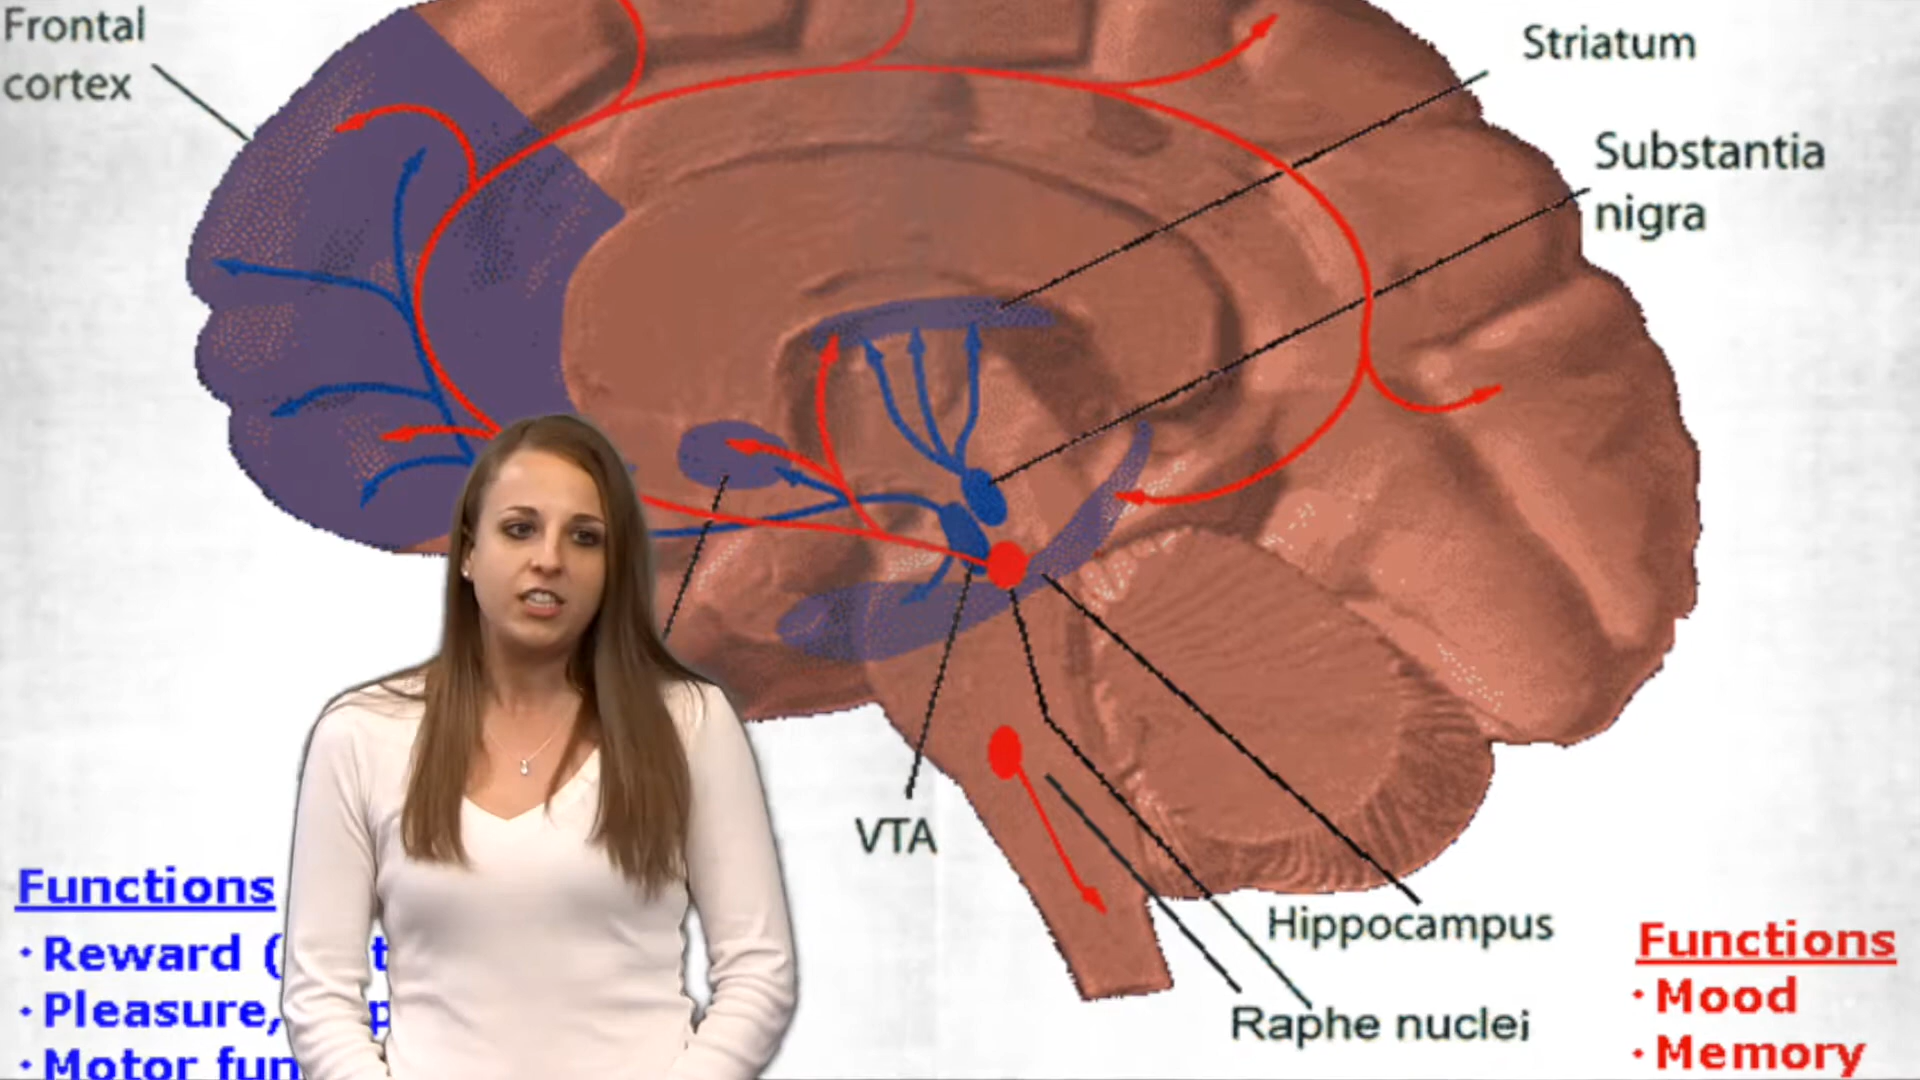 Frontal
cortex
Striatum
Substantia
nigra
VTA
Hippocampus
Raphe nuclei
Functions
· Reward (
· Pleasure,
· Motor fun
Functions
· Mood
· Memory